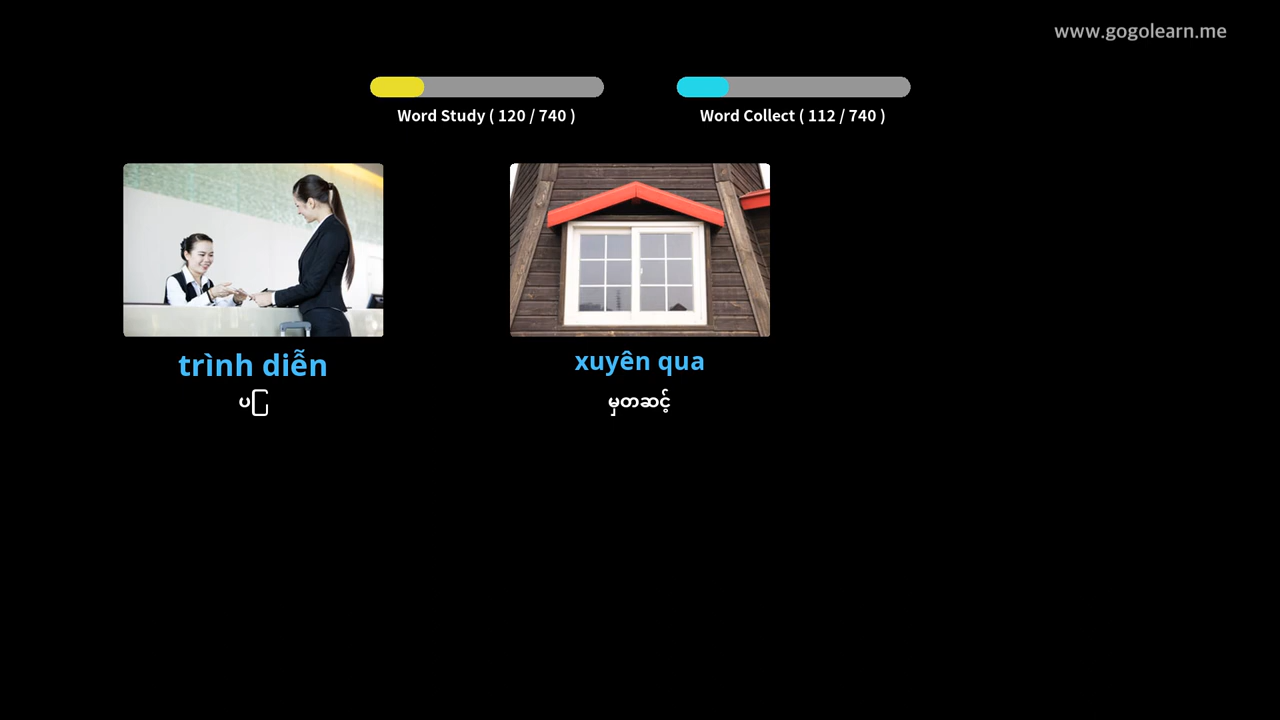 www.gogolearn.me
Word Study ( 120 / 740 )
Word Collect ( 112 / 740 )
trình diễn
xuyên qua
ပြ
မှတဆင့်